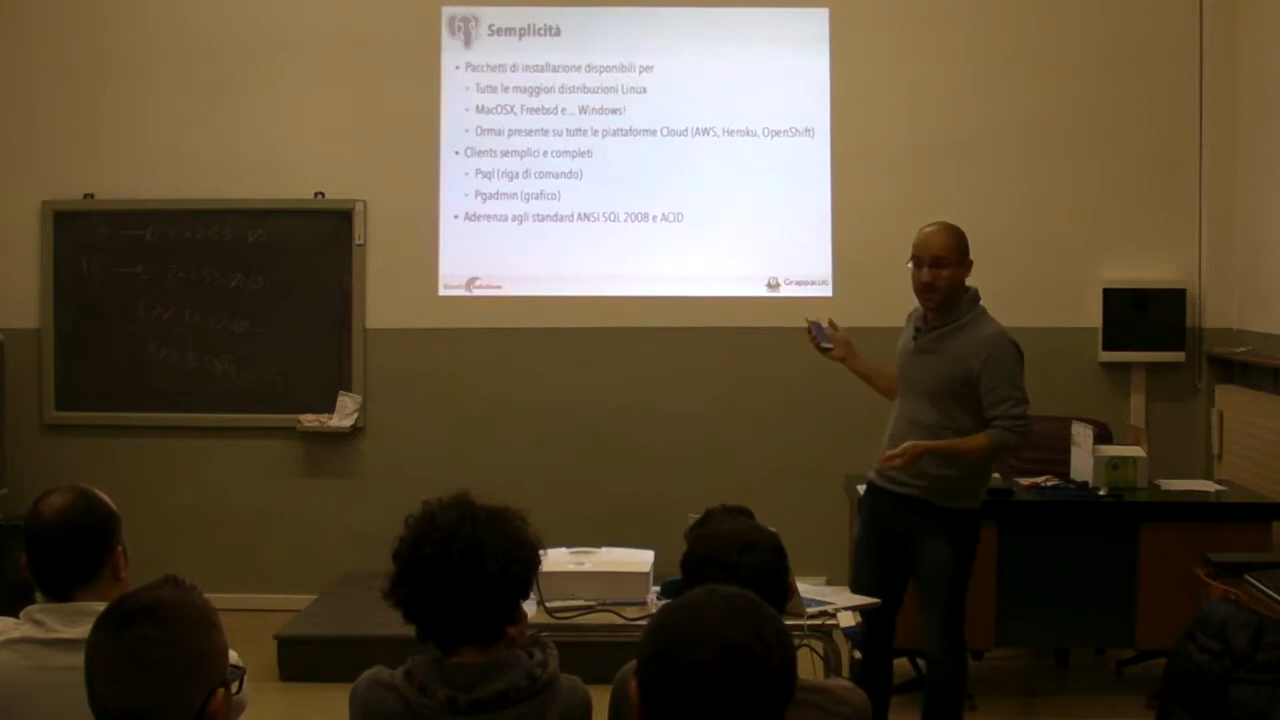 Semplicità
• Pacchetti di installazione disponibili per
• Tutte le maggiori distribuzioni Linux
• MacOSX, Freebsd e... Windows!
• Ormai presente su tutte le piattaforme Cloud (AWS, Heroku, OpenShift)
• Clients semplici e completi
• Psql (riga di comando)
• Pgadmin (grafico)
• Aderenza agli standard ANSI SQL 2008 e ACID
GrappaLUG